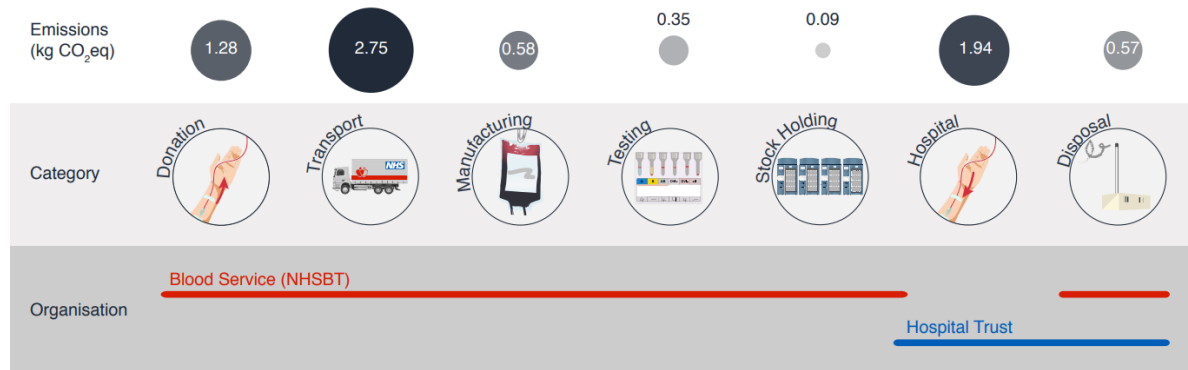 Emissions
(kg CO₂eq)
1.28
2.75
0.58
0.35
0.09
1.94
0.57
Category
Donation
Transport
NHS
Manufacturing
Testing
Stock Holding
Hospital
Disposal
Organisation
Blood Service (NHSBT)
Hospital Trust